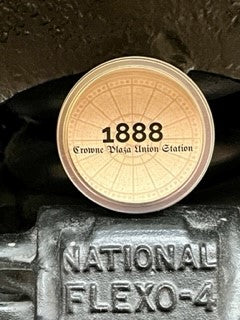 1888
Crowne Plaza Union Station
NATIONAL
FLEXO-4